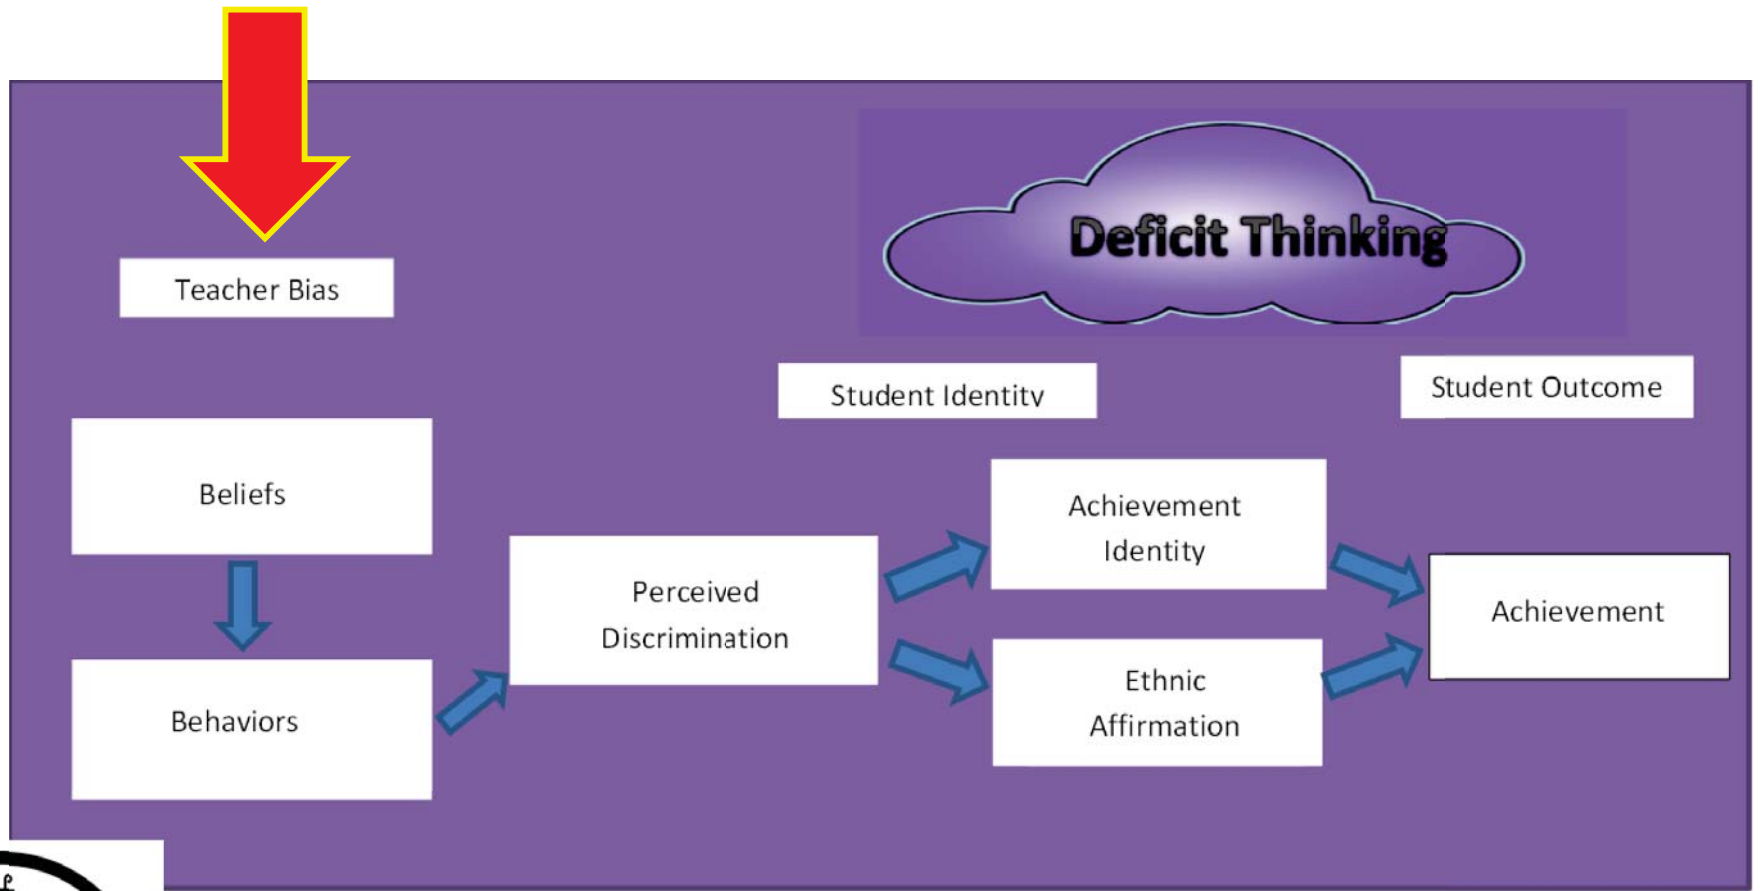 Deficit Thinking
Teacher Bias
Student Identity
Student Outcome
Beliefs
Achievement
Identity
Perceived
Discrimination
Achievement
Ethnic
Affirmation
Behaviors